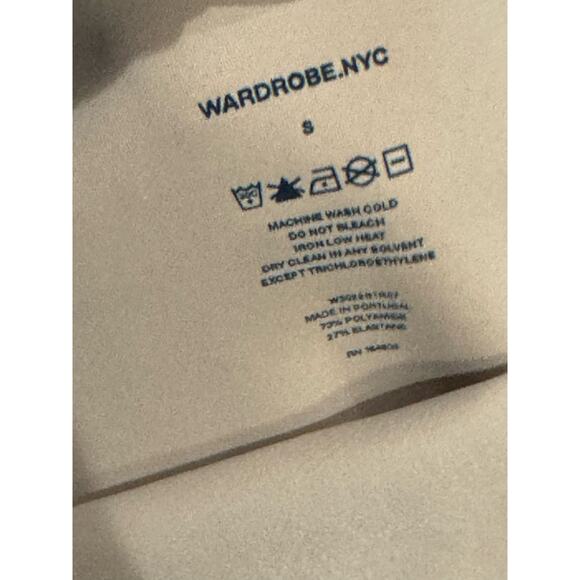 WARDROBE.NYC
S
MACHINE WASH COLD
DO NOT BLEACH
IRON LOW HEAT
DRY CLEAN IN ANY SOLVENT
EXCEPT TRICHLOROETHYLENE
MADE IN PORTUGAL
73% POLYAMIDE
27% ELASTANE
RN